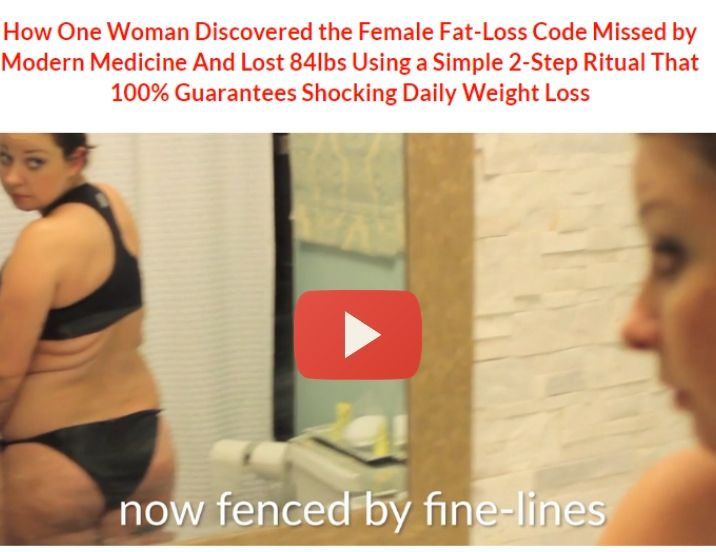 How One Woman Discovered the Female Fat-Loss Code Missed by
Modern Medicine And Lost 84lbs Using a Simple 2-Step Ritual That
100% Guarantees Shocking Daily Weight Loss
now fenced by fine-lines